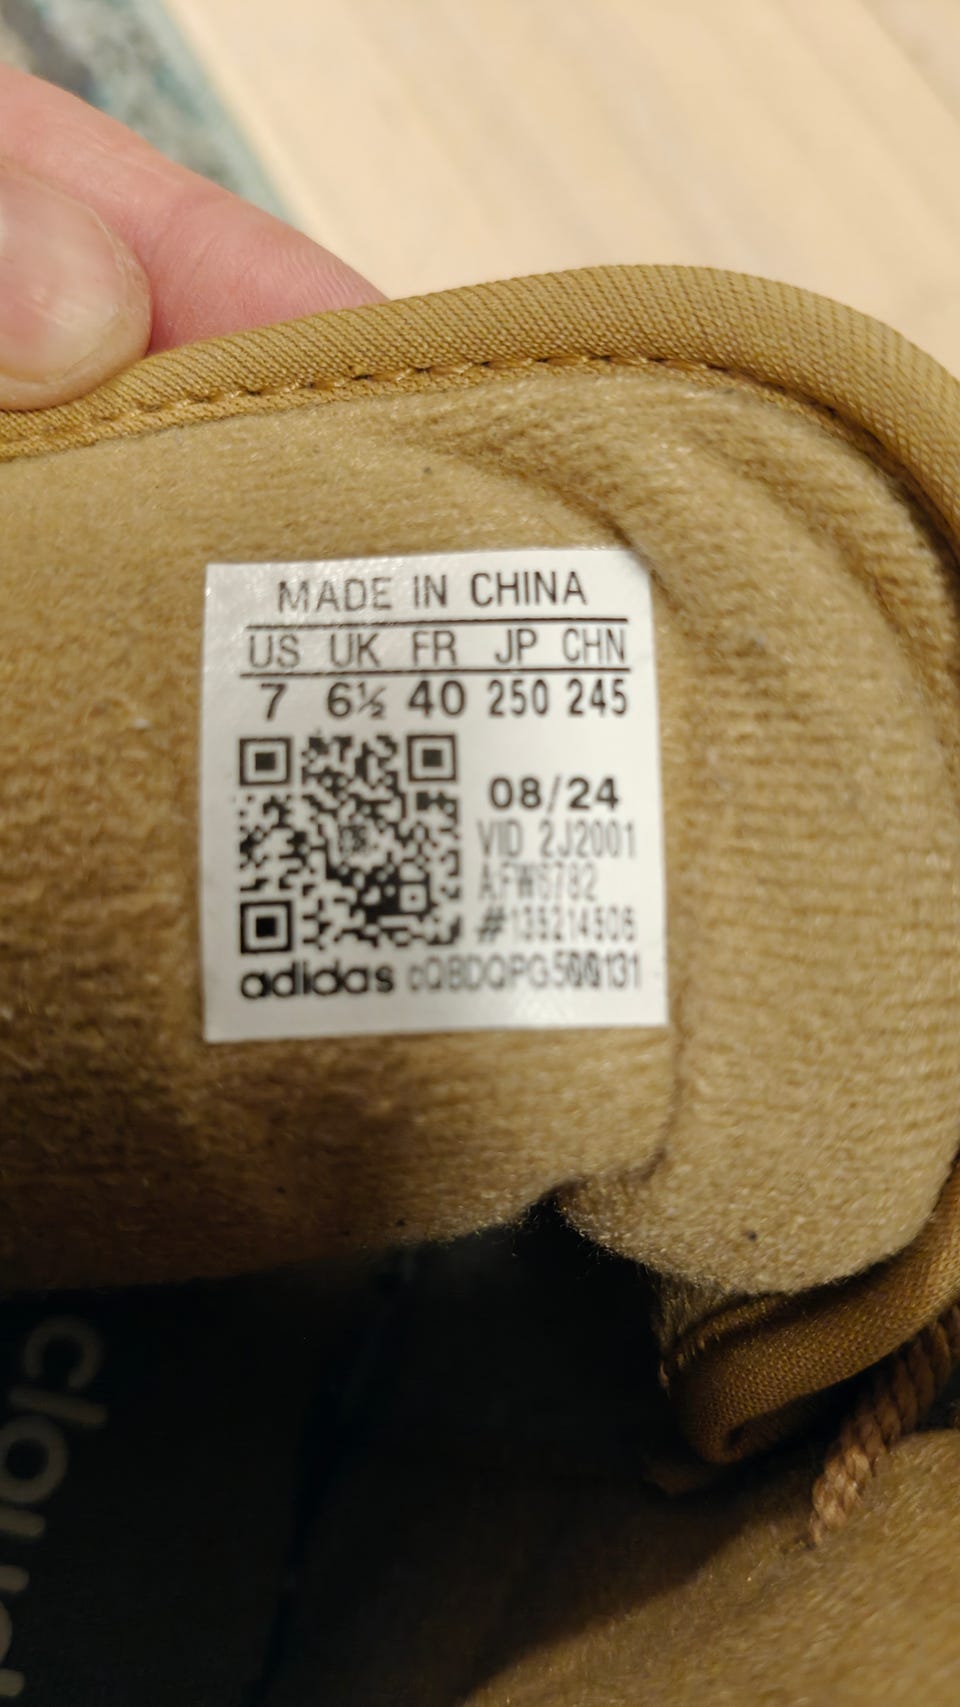 MADE IN CHINA
US UK FR JP CHN
7 6½ 40 250 245
08/24
VID 2J2001
AFW6782
#135214506
adidas